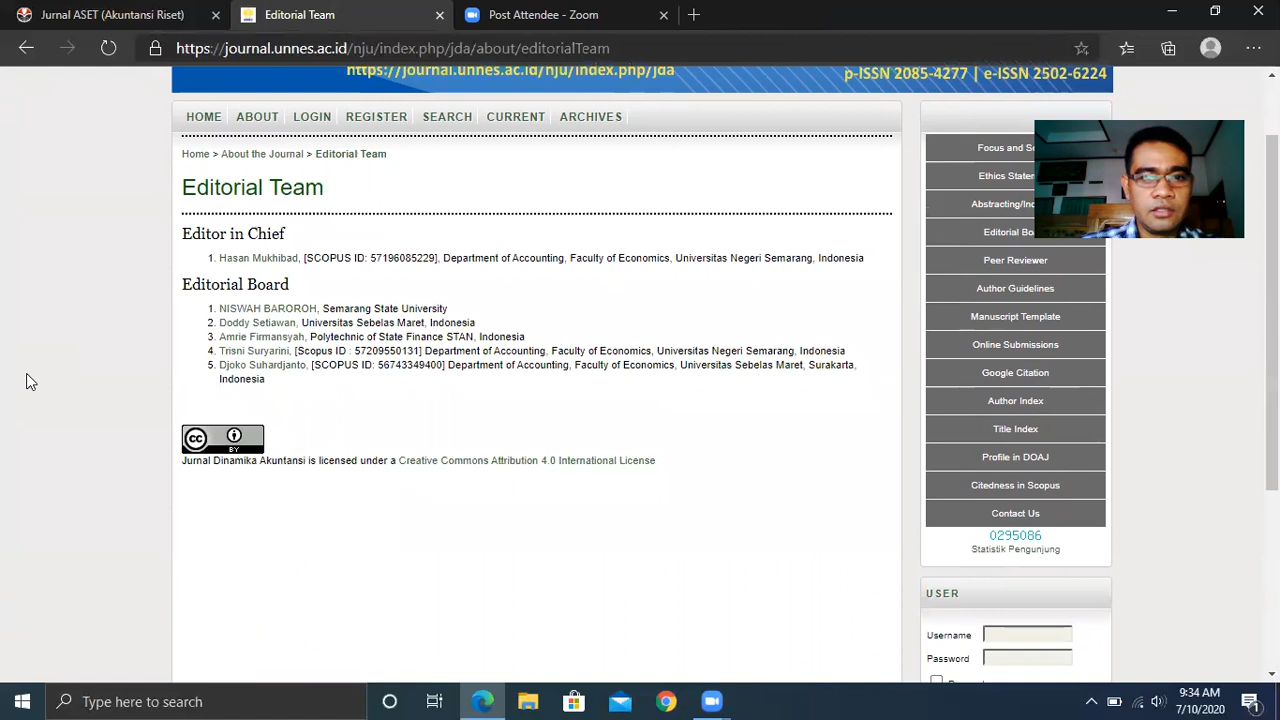 Jurnal ASET (Akuntansi Riset)
Editorial Team
Post Attendee - Zoom
https://journal.unnes.ac.id/nju/index.php/jda/about/editorialTeam
https://journal.unnes.ac.id/nju/index.php/jda
p-ISSN 2085-4277 | e-ISSN 2502-6224
HOME ABOUT LOGIN REGISTER SEARCH CURRENT ARCHIVES
Home > About the Journal > Editorial Team
Editorial Team
Editor in Chief
1. Hasan Mukhibad, [SCOPUS ID: 57196085229], Department of Accounting, Faculty of Economics, Universitas Negeri Semarang, Indonesia
Editorial Board
1. NISWAH BAROROH, Semarang State University
2. Doddy Setiawan, Universitas Sebelas Maret, Indonesia
3. Amrie Firmansyah, Polytechnic of State Finance STAN, Indonesia
4. Trisni Suryarini, [Scopus ID : 57209550131] Department of Accounting, Faculty of Economics, Universitas Negeri Semarang, Indonesia
5. Djoko Suhardjanto, [SCOPUS ID: 56743349400] Department of Accounting, Faculty of Economics, Universitas Sebelas Maret, Surakarta,
Indonesia
cc
BY
Jurnal Dinamika Akuntansi is licensed under a Creative Commons Attribution 4.0 International License
Focus and
Ethics
Editorial
Peer Reviewer
Author Guidelines
Manuscript Template
Online Submissions
Google Citation
Author Index
Title Index
Profile in DOAJ
Citedness in Scopus
Contact Us
0295086
Statistik Pengunjung
USER
Username
Password
Type here to search
9:34 AM
7/10/2020
1